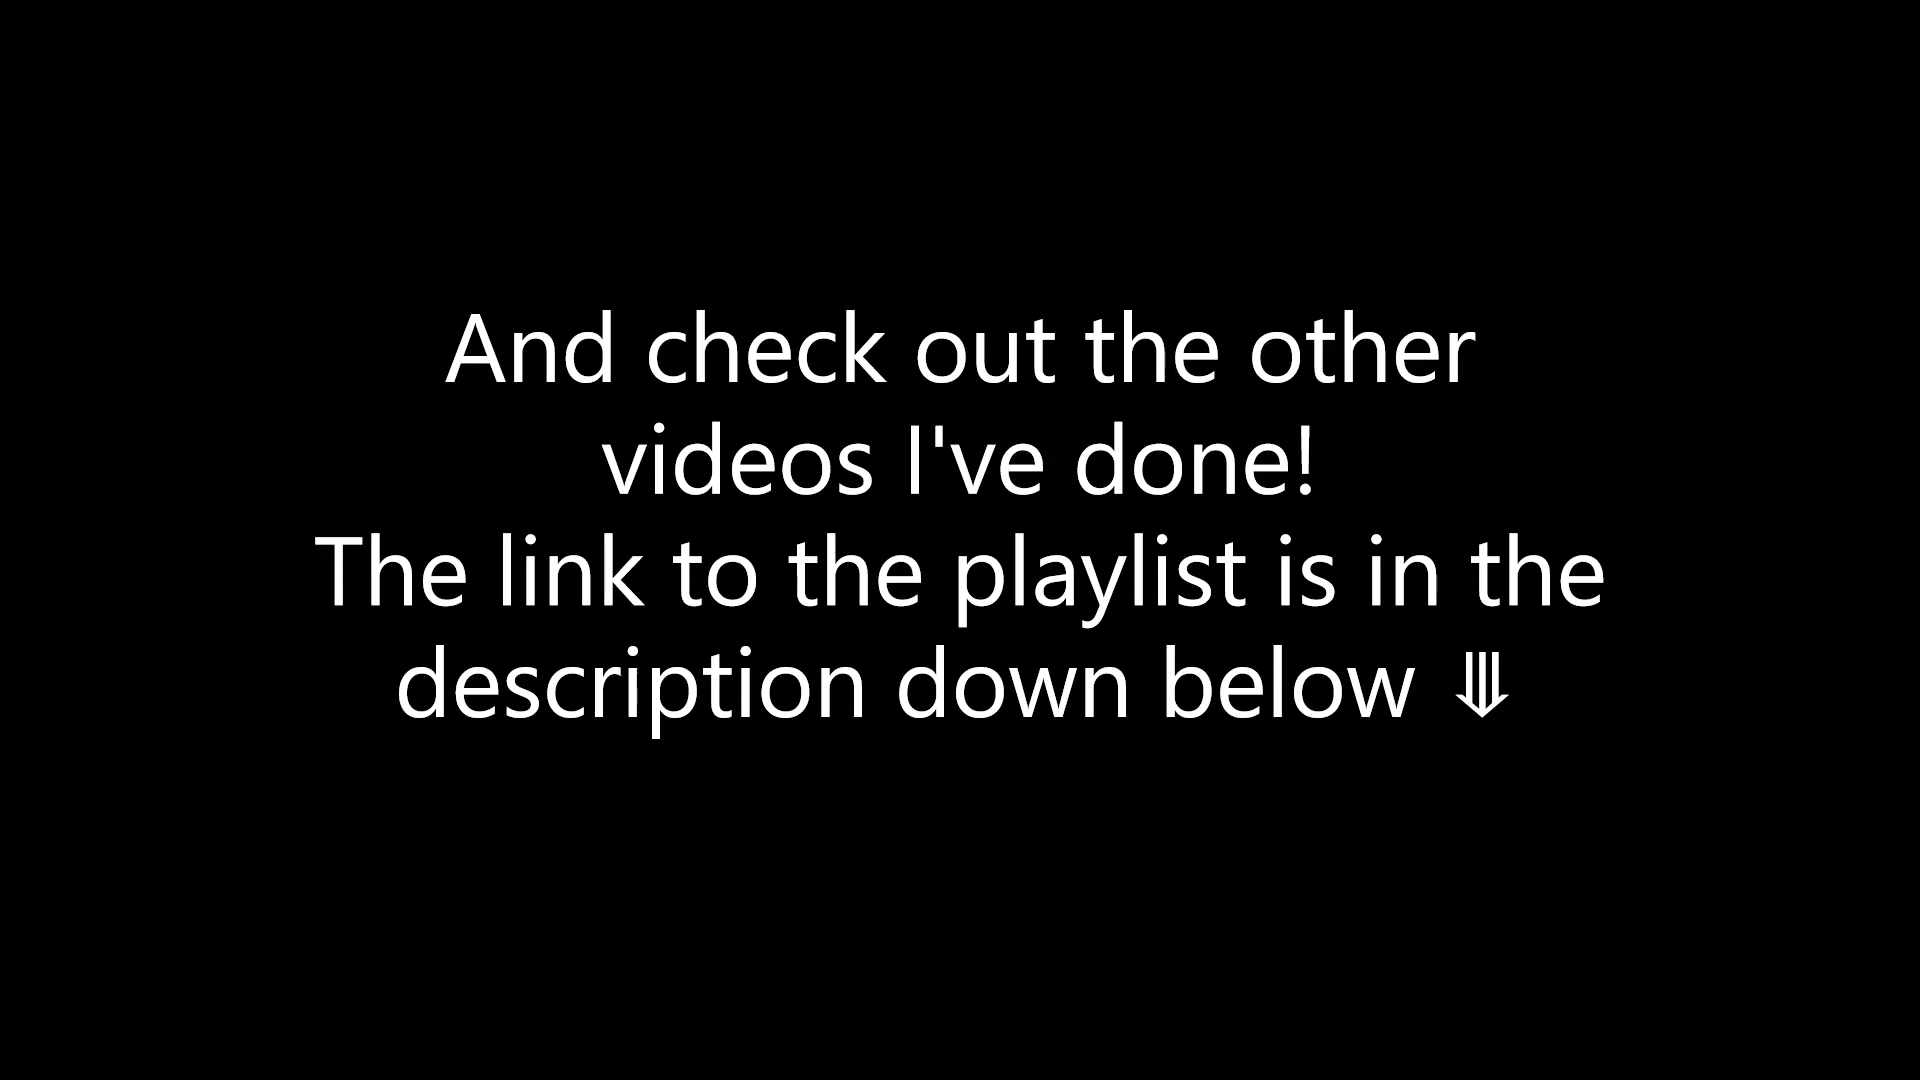 And check out the other
videos I've done!
The link to the playlist is in the
description down below ⤋